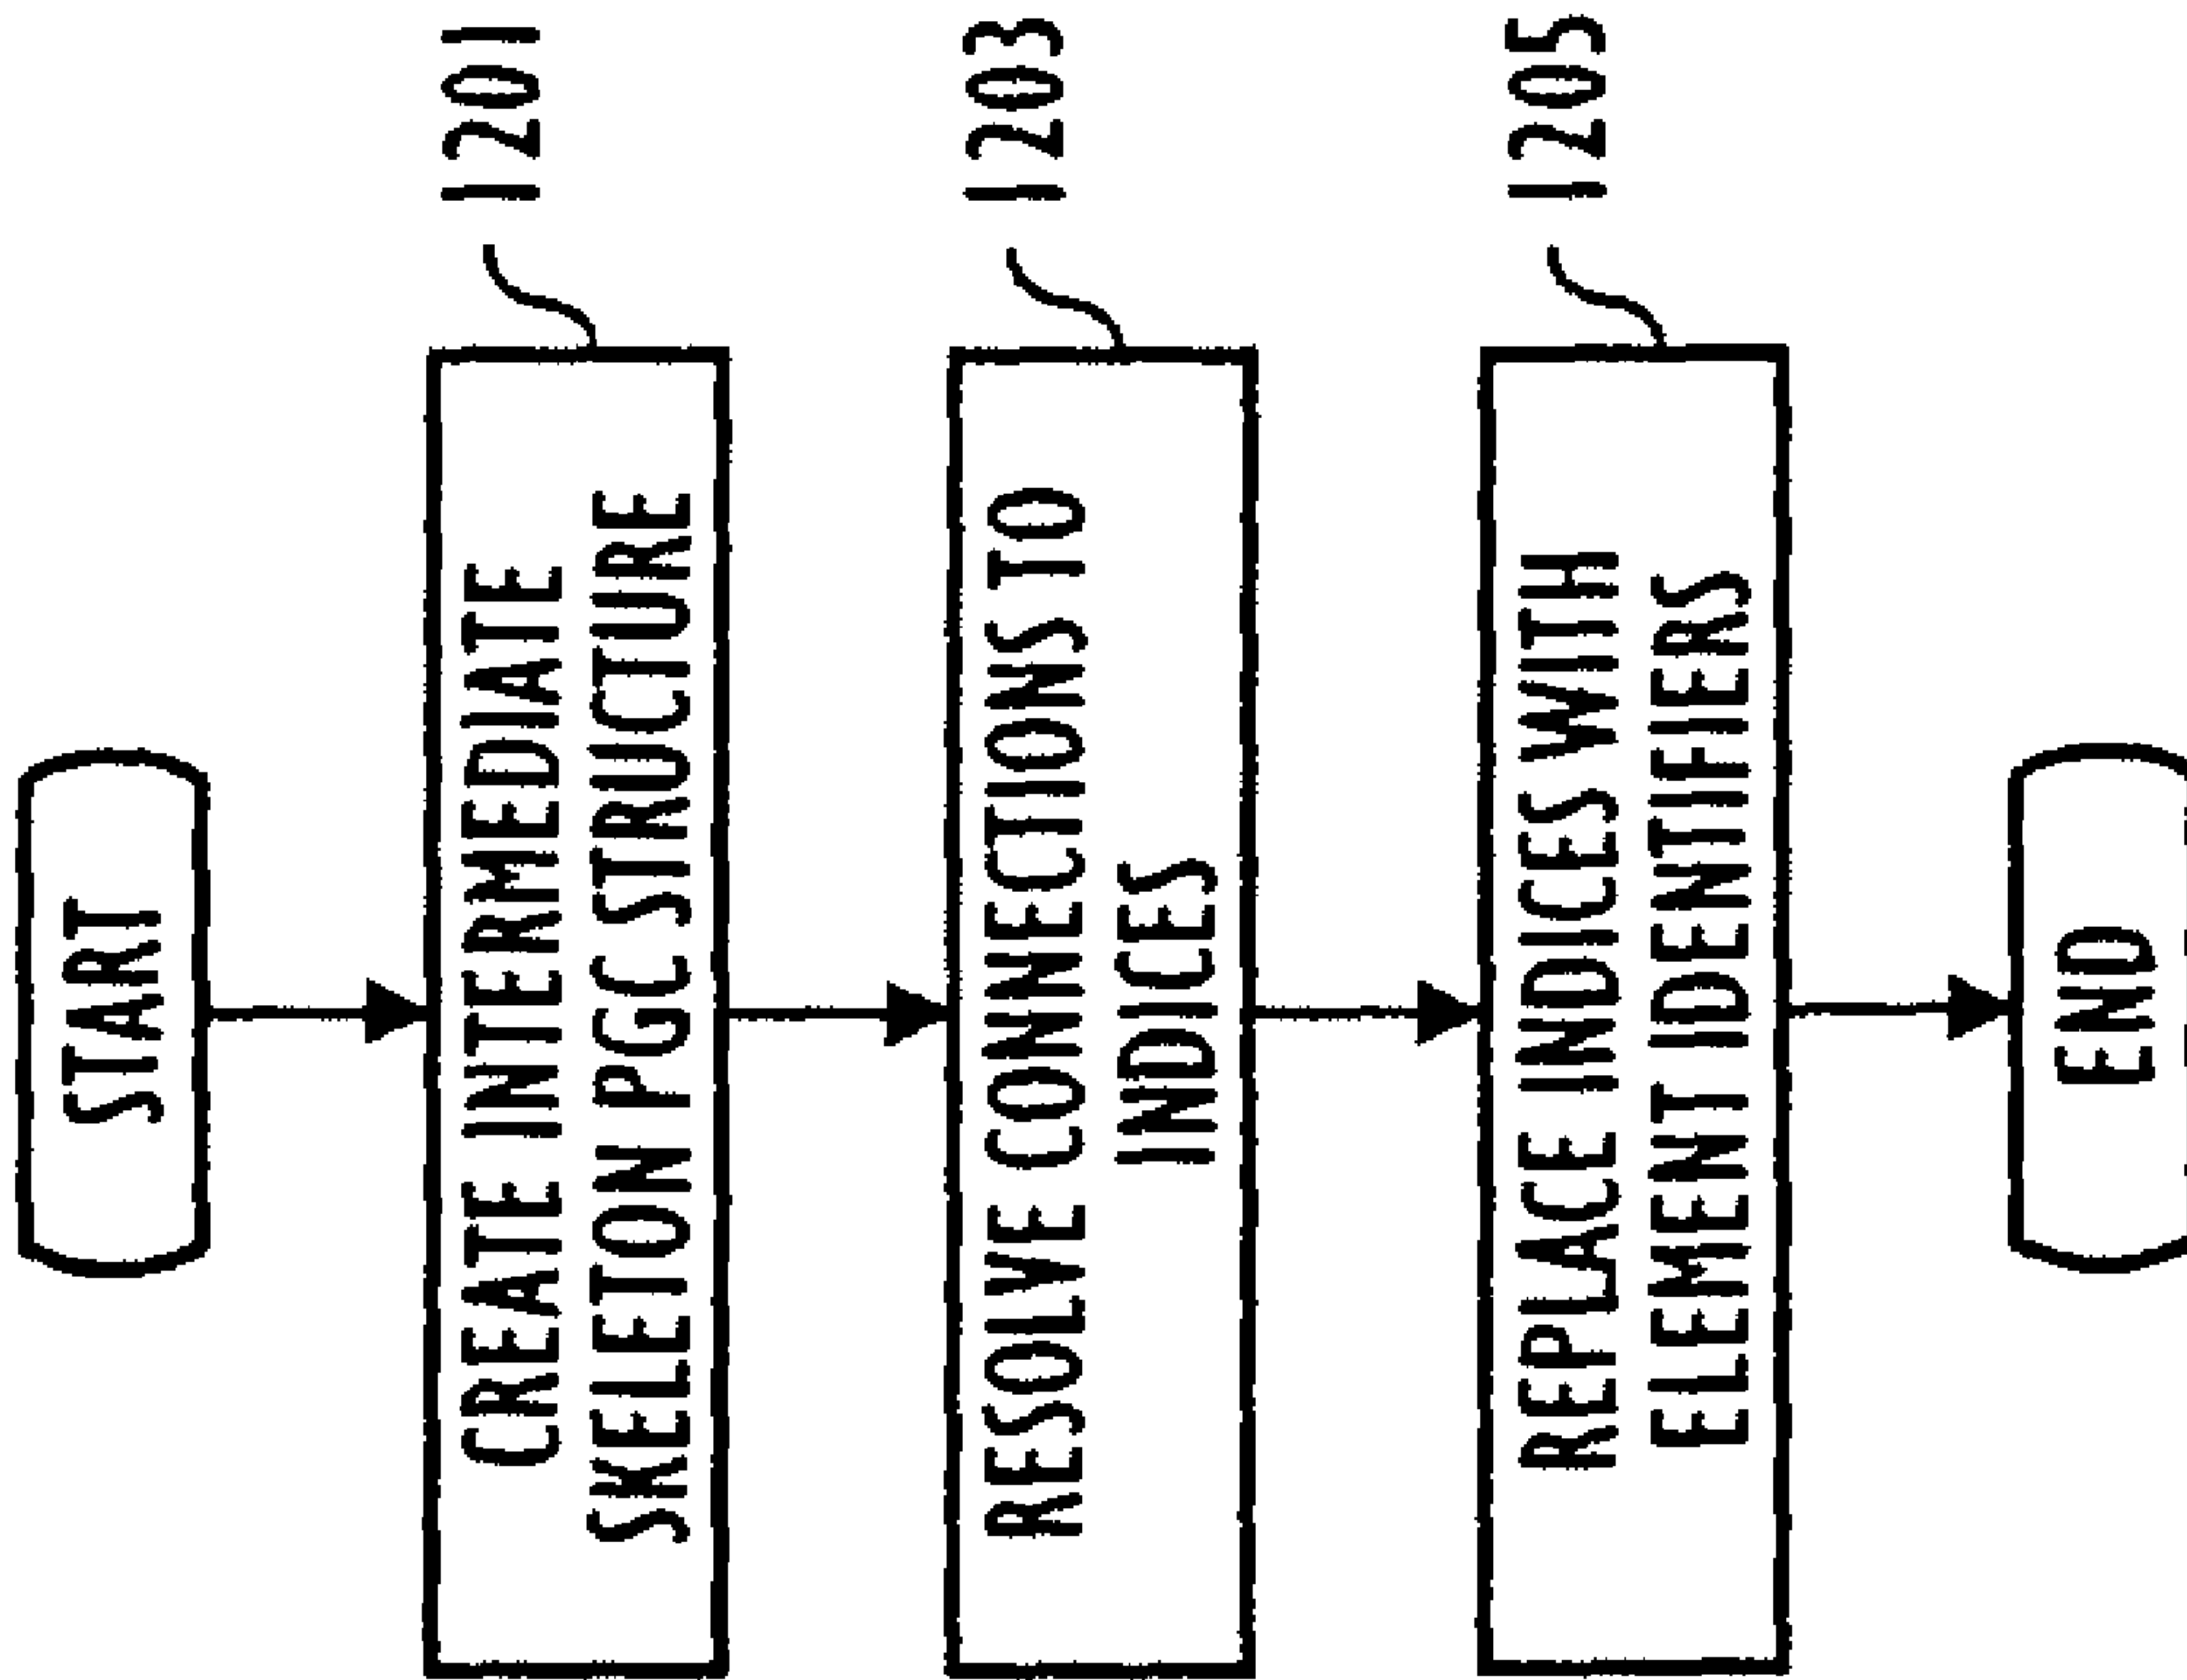 START
1201
CREATE INTERMEDIATE
SKELETON PGC STRUCTURE
1203
RESOLVE CONNECTIONS TO
INDICES
1205
REPLACE INDICES WITH
ELEMENT IDENTIFIERS
END